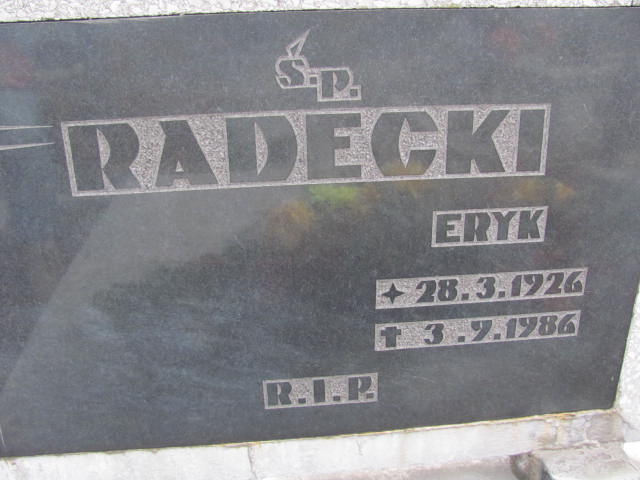 Ś.P.
RADECKI
ERYK
✦ 28.3.1926
✝ 3.9.1986
R.I.P.